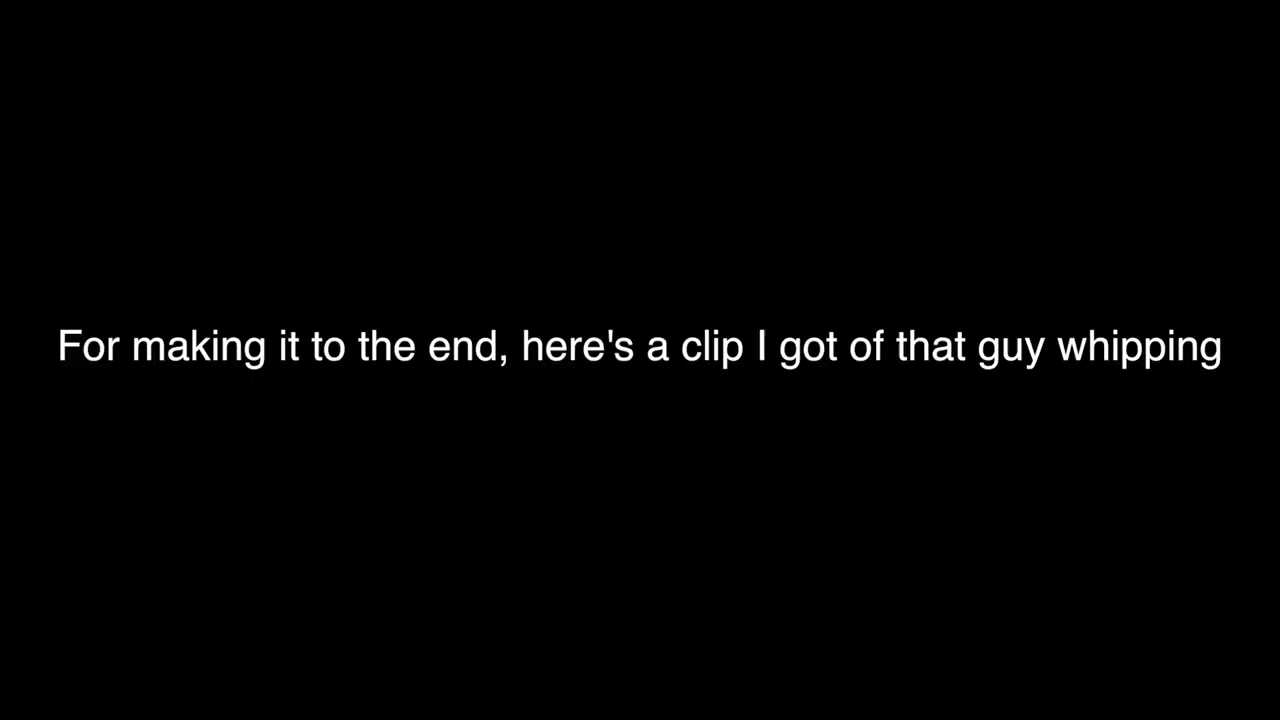 For making it to the end, here's a clip I got of that guy whipping